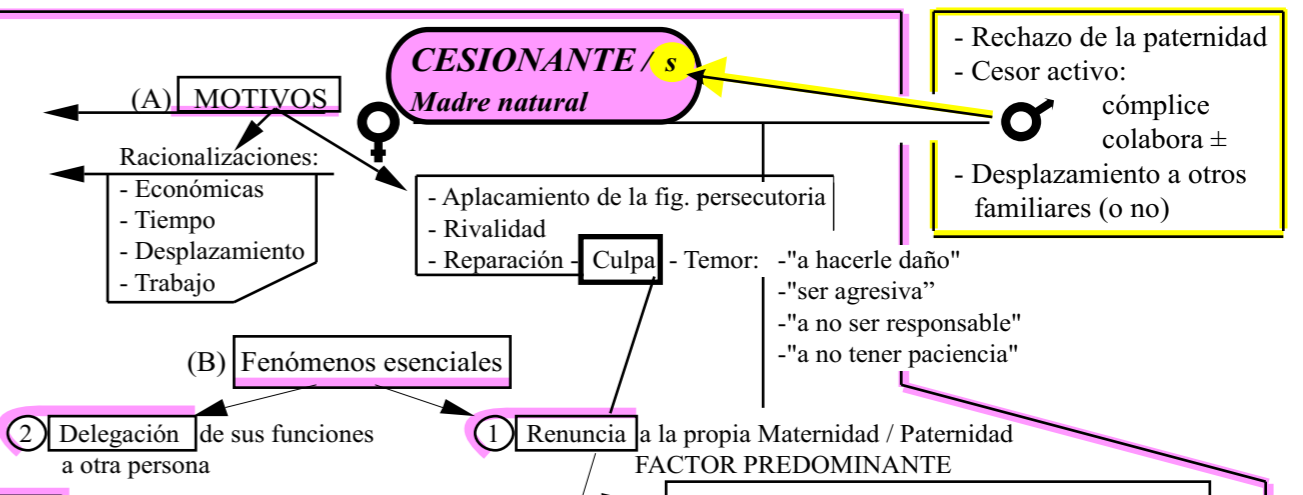 CESIONANTE / s
Madre natural
- Rechazo de la paternidad
- Cesor activo:
cómplice
colabora ±
- Desplazamiento a otros
familiares (o no)
(A) MOTIVOS
Racionalizaciones:
- Económicas
- Tiempo
- Desplazamiento
- Trabajo
- Aplacamiento de la fig. persecutoria
- Rivalidad
- Reparación - Culpa - Temor: -"a hacerle daño"
-"ser agresiva”
-"a no ser responsable"
-"a no tener paciencia"
(B) Fenómenos esenciales
2 Delegación de sus funciones
a otra persona
1 Renuncia a la propia Maternidad / Paternidad
FACTOR PREDOMINANTE